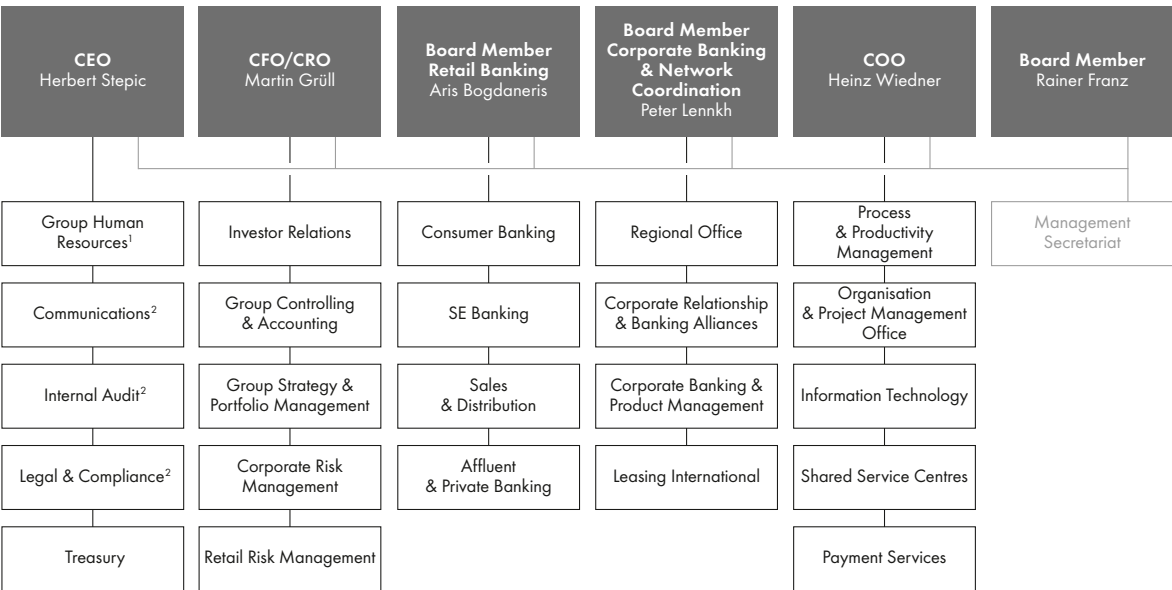 CEO
Herbert Stepic
CFO/CRO
Martin Grüll
Board Member
Retail Banking
Aris Bogdaneris
Board Member
Corporate Banking
& Network
Coordination
Peter Lennkh
COO
Heinz Wiedner
Board Member
Rainer Franz
Group Human
Resources¹
Investor Relations
Consumer Banking
Regional Office
Process
& Productivity
Management
Management
Secretariat
Communications²
Group Controlling
& Accounting
SE Banking
Corporate Relationship
& Banking Alliances
Organisation
& Project Management
Office
Internal Audit²
Group Strategy &
Portfolio Management
Sales
& Distribution
Corporate Banking &
Product Management
Information Technology
Legal & Compliance²
Corporate Risk
Management
Affluent
& Private Banking
Leasing International
Shared Service Centres
Treasury
Retail Risk Management
Payment Services